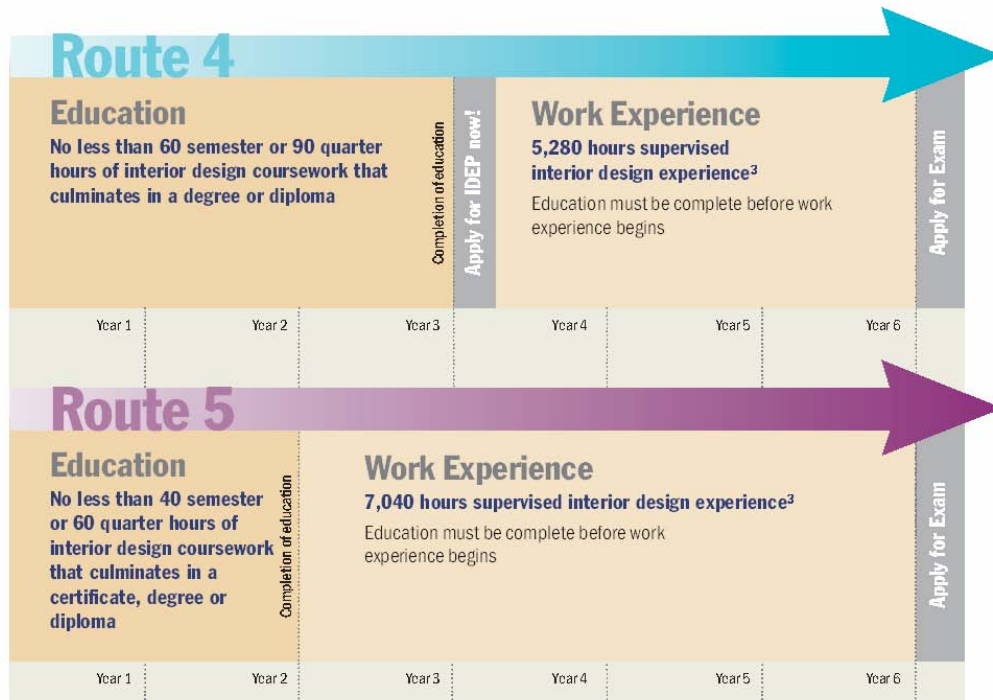 Route 4
Education
No less than 60 semester or 90 quarter
hours of interior design coursework that
culminates in a degree or diploma
Completion of education
Apply for IDEP now!
Work Experience
5,280 hours supervised
interior design experience³
Education must be complete before work
experience begins
Apply for Exam
Year 1
Year 2
Year 3
Year 4
Year 5
Year 6
Route 5
Education
No less than 40 semester
or 60 quarter hours of
interior design coursework
that culminates in a
certificate, degree or
diploma
Completion of education
Work Experience
7,040 hours supervised interior design experience³
Education must be complete before work
experience begins
Apply for Exam
Year 1
Year 2
Year 3
Year 4
Year 5
Year 6